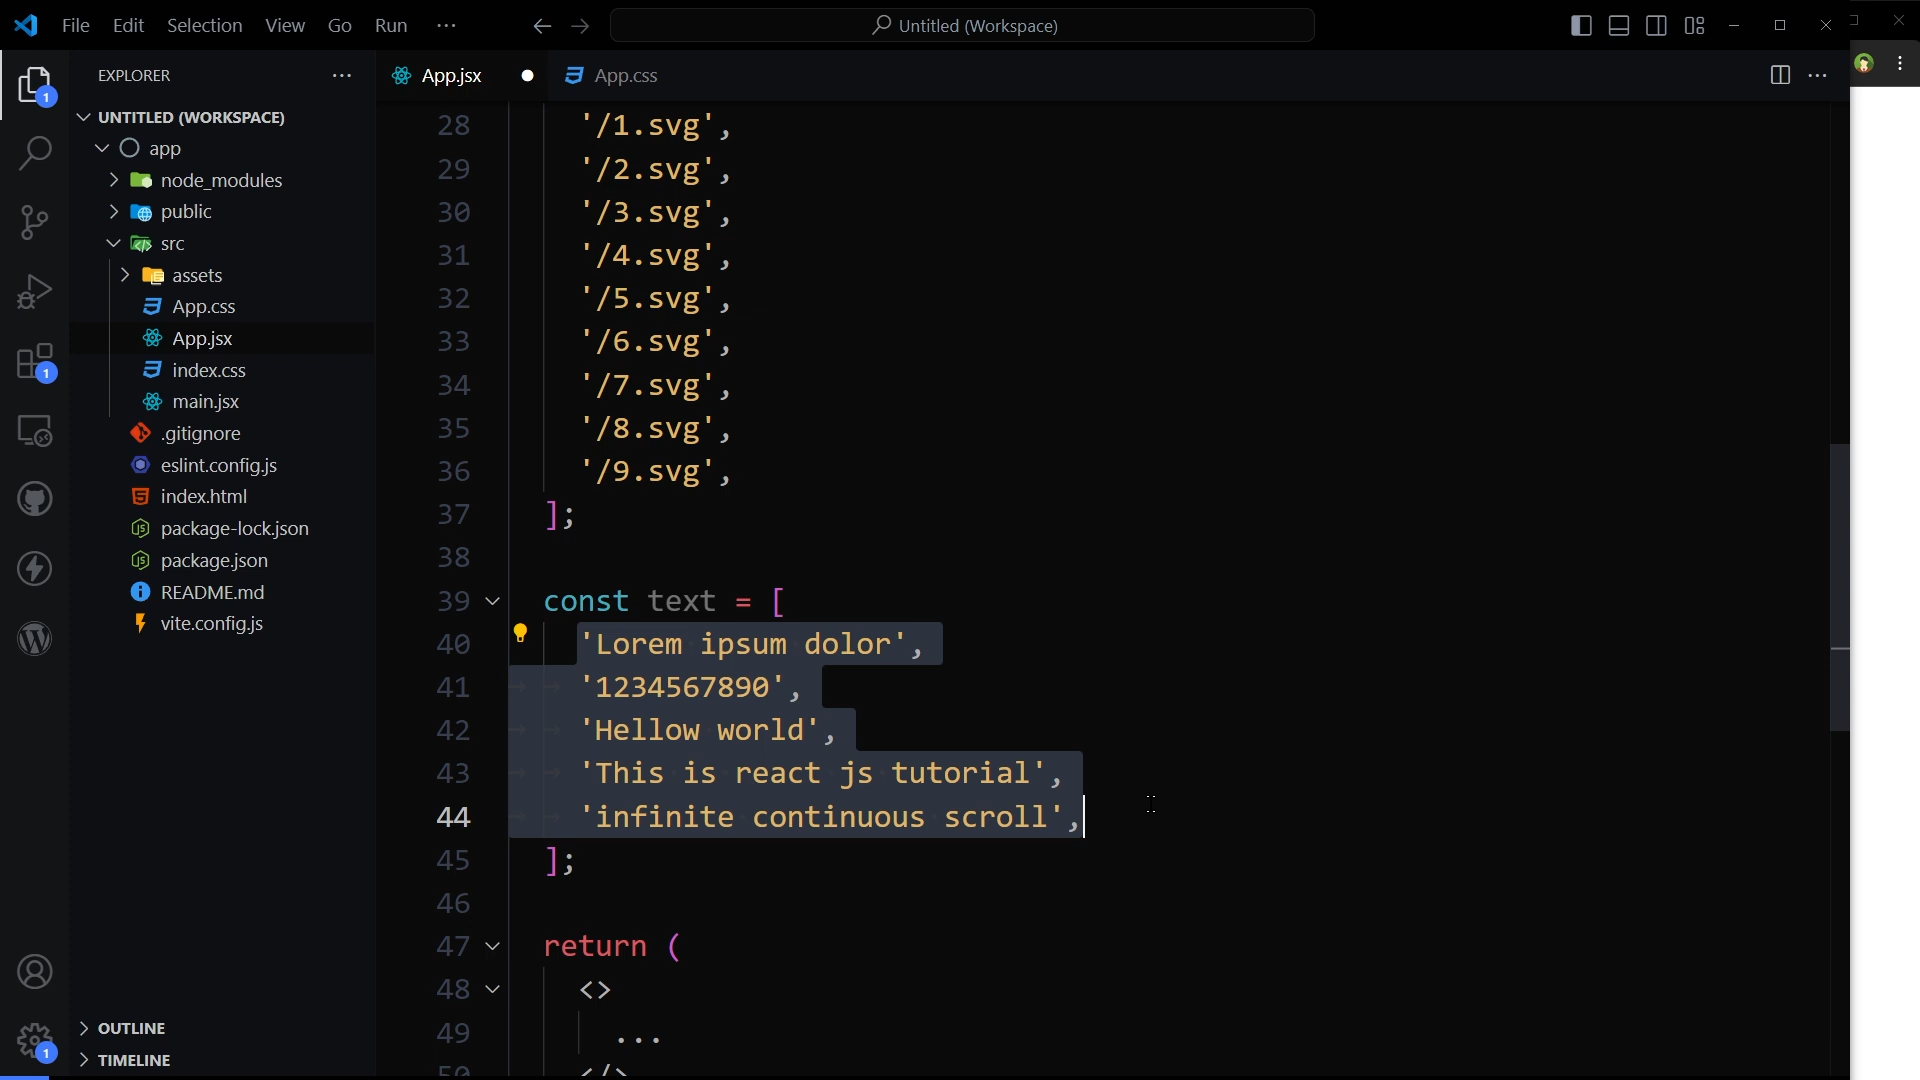 File Edit Selection View Go Run ··· Untitled (Workspace)
EXPLORER ···
App.jsx
App.css
UNTITLED (WORKSPACE)
app
node_modules
public
src
assets
App.css
App.jsx
index.css
main.jsx
.gitignore
eslint.config.js
index.html
package-lock.json
package.json
README.md
vite.config.js
OUTLINE
TIMELINE
1
1
1
28 '/1.svg',
29 '/2.svg',
30 '/3.svg',
31 '/4.svg',
32 '/5.svg',
33 '/6.svg',
34 '/7.svg',
35 '/8.svg',
36 '/9.svg',
37 ];
38
39 const text = [
40 'Lorem ipsum dolor',
41 '1234567890',
42 'Hellow world',
43 'This is react js tutorial',
44 'infinite continuous scroll',
45 ];
46
47 return (
48 <>
49 ...
50 </>